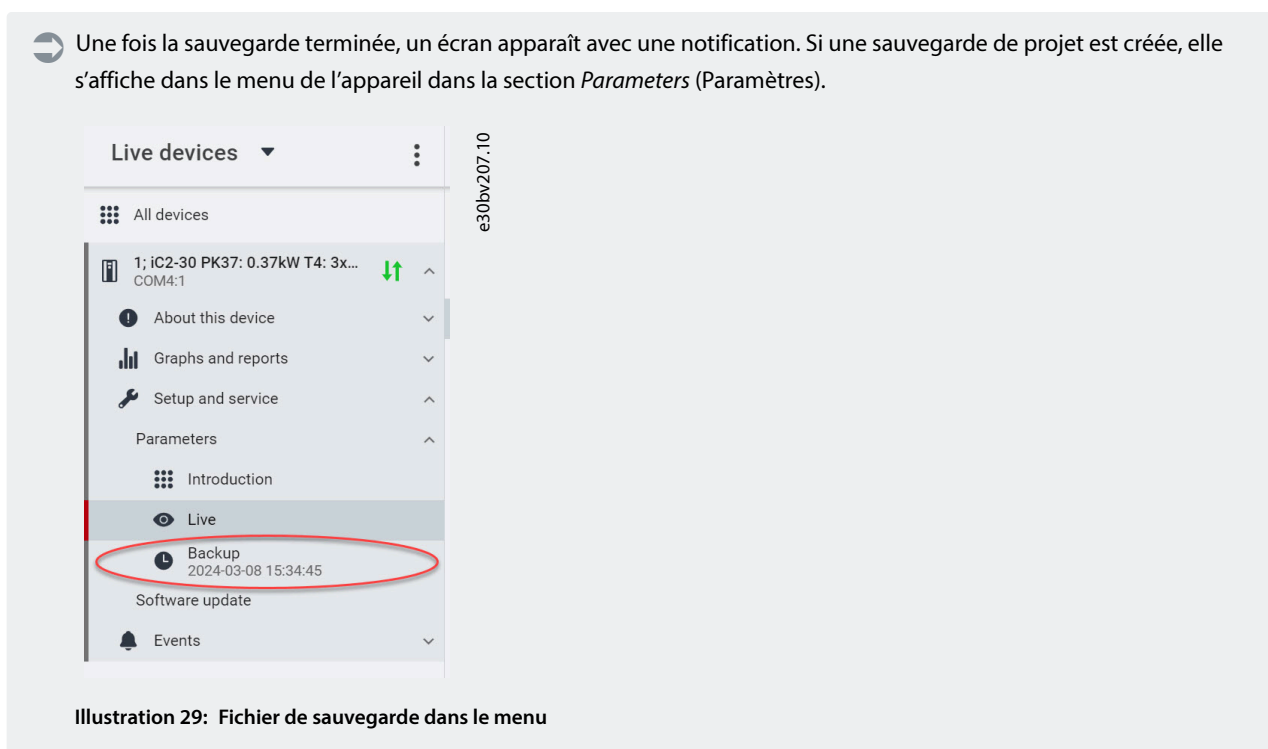 Une fois la sauvegarde terminée, un écran apparaît avec une notification. Si une sauvegarde de projet est créée, elle
s’affiche dans le menu de l’appareil dans la section Parameters (Paramètres).
Live devices
e30bv207.10
All devices
1; iC2-30 PK37: 0.37kW T4: 3x...
COM4:1
About this device
Graphs and reports
Setup and service
Parameters
Introduction
Live
Backup
2024-03-08 15:34:45
Software update
Events
Illustration 29: Fichier de sauvegarde dans le menu